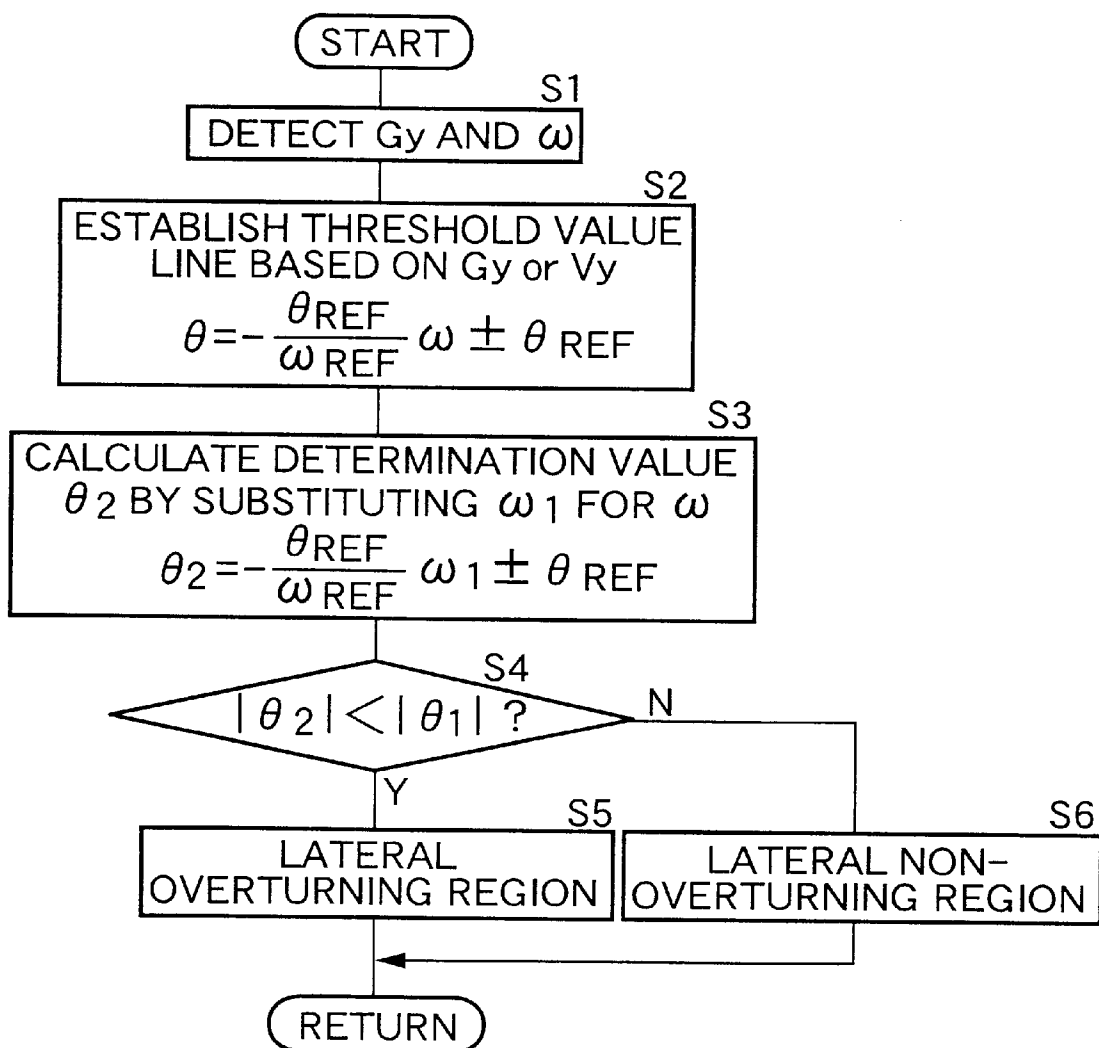 START
S1
DETECT Gy AND ω
S2
ESTABLISH THRESHOLD VALUE
LINE BASED ON Gy or Vy
θ=-θREF/ωREF ω ± θREF
S3
CALCULATE DETERMINATION VALUE
θ2 BY SUBSTITUTING ω1 FOR ω
θ2=-θREF/ωREF ω1 ± θREF
S4
|θ2|<|θ1| ?
N
Y
S5
LATERAL
OVERTURNING REGION
S6
LATERAL NON-
OVERTURNING REGION
RETURN